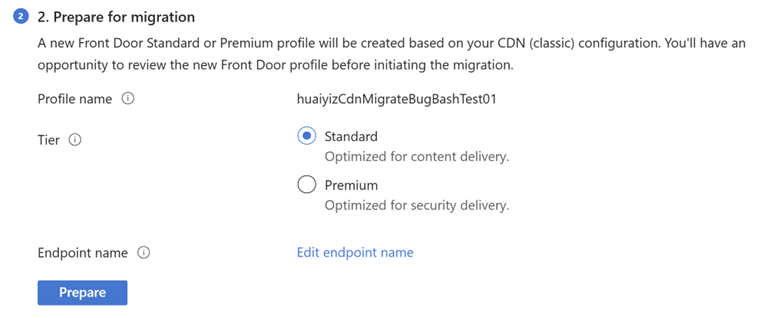 2 2. Prepare for migration
A new Front Door Standard or Premium profile will be created based on your CDN (classic) configuration. You'll have an
opportunity to review the new Front Door profile before initiating the migration.
Profile name huaiyizCdnMigrateBugBashTest01
Tier Standard
Optimized for content delivery.
Premium
Optimized for security delivery.
Endpoint name Edit endpoint name
Prepare